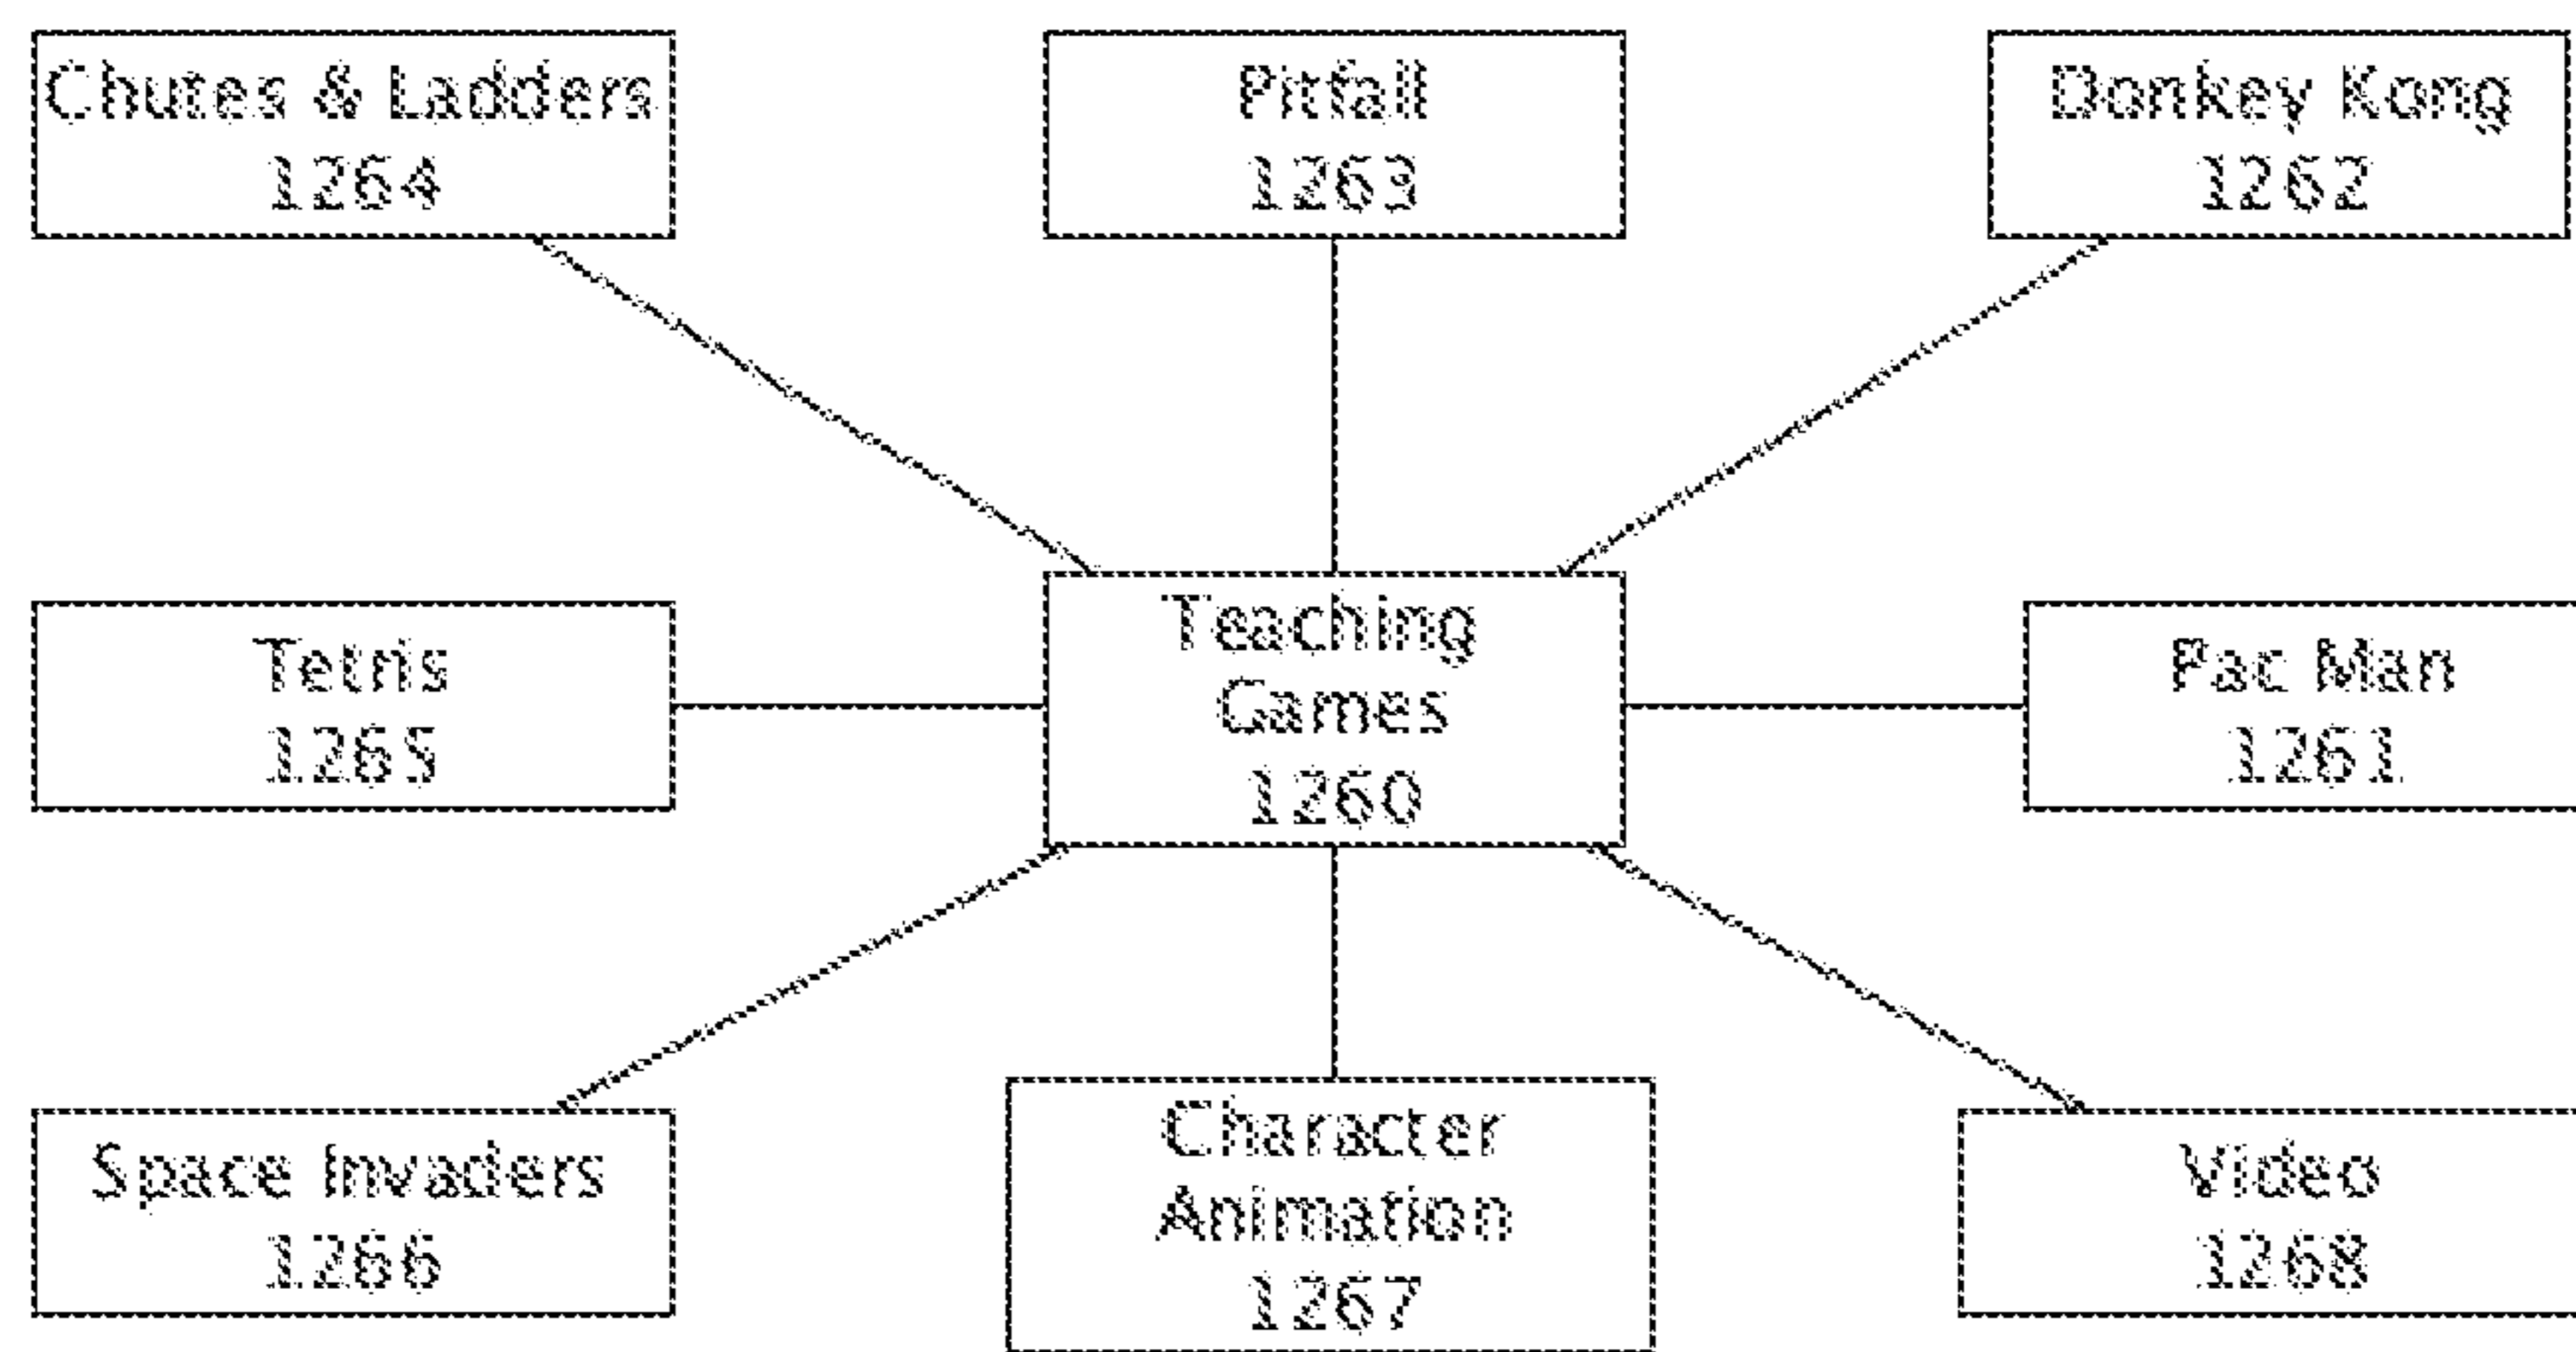 Chutes & Ladders
1264
Pitfall
1263
Donkey Kong
1262
Tetris
1265
Teaching
Games
1260
Pac Man
1261
Space Invaders
1266
Character
Animation
1267
Video
1268